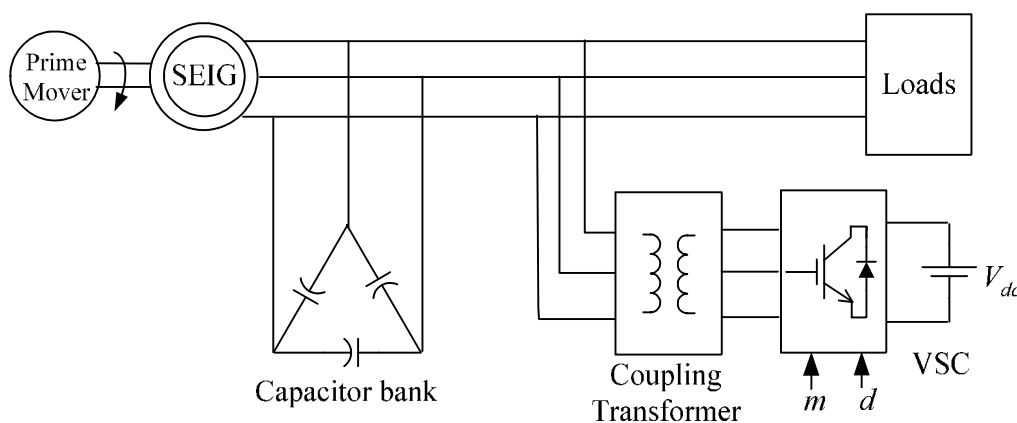 Prime
Mover
SEIG
Loads
Capacitor bank
Coupling
Transformer
VSC
V_dc
m
d